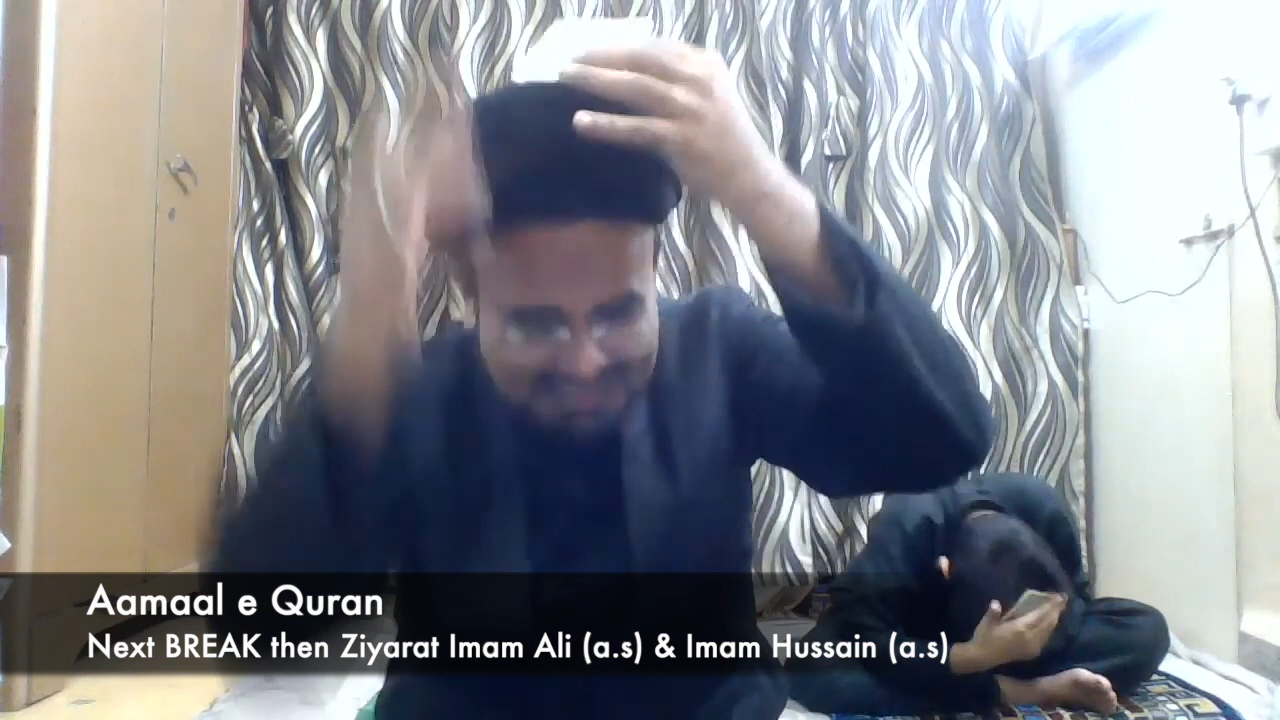 Aamaal e Quran
Next BREAK then Ziyarat Imam Ali (a.s) & Imam Hussain (a.s)